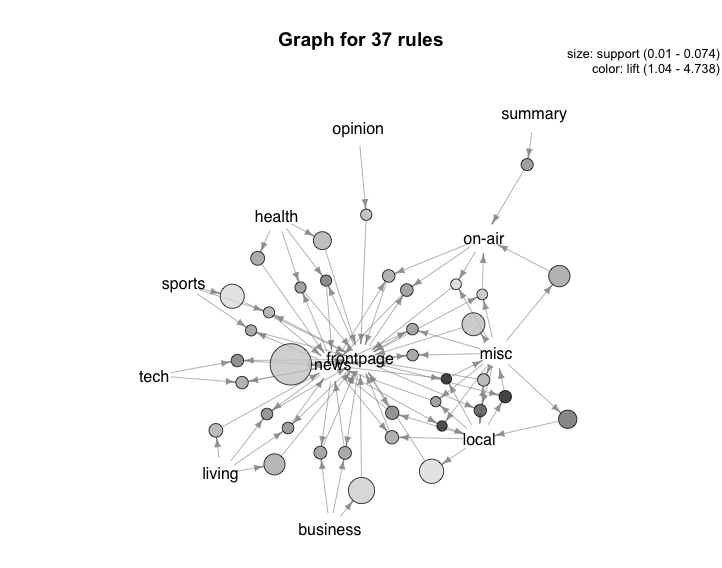 Graph for 37 rules
size: support (0.01 - 0.074)
color: lift (1.04 - 4.738)
summary
opinion
health
on-air
sports
misc
frontpage
news
tech
local
living
business